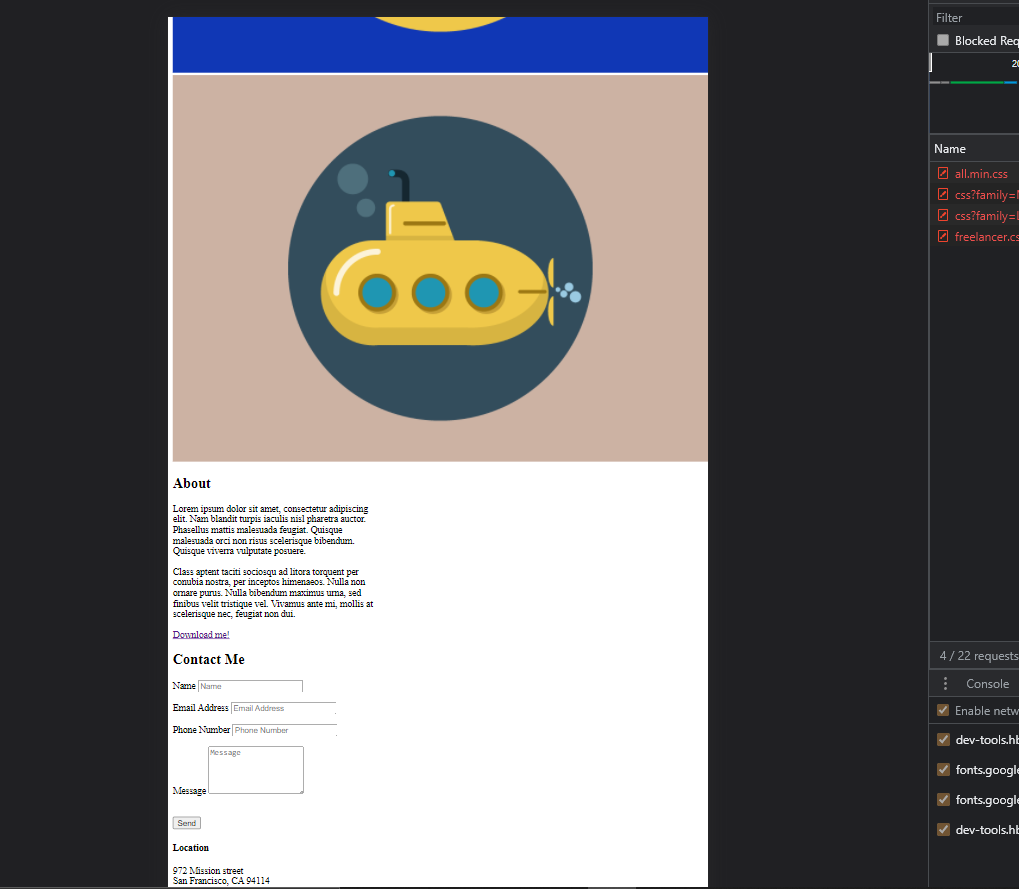 Filter
Blocked Req
20
Name
all.min.css
css?family=
css?family=
freelancer.cs
About
Lorem ipsum dolor sit amet, consectetur adipiscing
elit. Nam blandit turpis iaculis nisl pharetra auctor.
Phasellus mattis malesuada feugiat. Quisque
malesuada orci non risus scelerisque bibendum.
Quisque viverra vulputate posuere.
Class aptent taciti sociosqu ad litora torquent per
conubia nostra, per inceptos himenaeos. Nulla non
ornare purus. Nulla bibendum maximus urna, sed
finibus velit tristique vel. Vivamus ante mi, mollis at
scelerisque nec, feugiat non dui.
Download me!
Contact Me
Name Name
Email Address Email Address
Phone Number Phone Number
Message
Message
Send
Location
972 Mission street
San Francisco, CA 94114
4 / 22 requests
Console
Enable netw
dev-tools.hb
fonts.google
fonts.google
dev-tools.hb